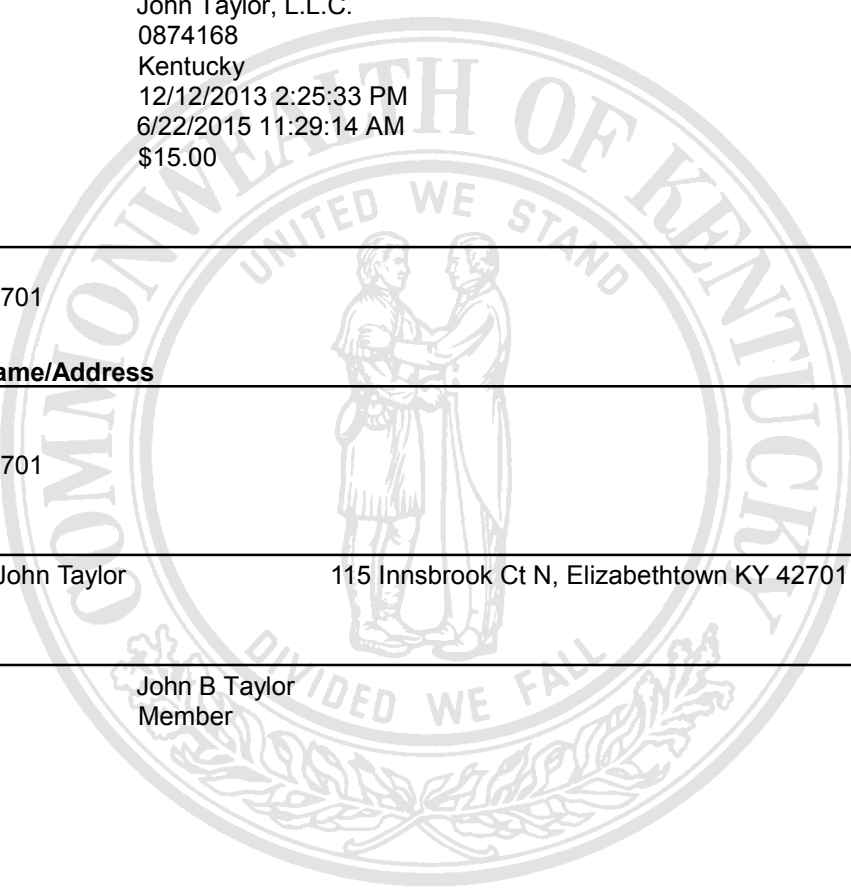 John Taylor, L.L.C.
0874168
Kentucky
12/12/2013 2:25:33 PM
6/22/2015 11:29:14 AM
$15.00
701
ame/Address
701
John Taylor 115 Innsbrook Ct N, Elizabethtown KY 42701
John B Taylor
Member
COMMONWEALTH OF KENTUCKY
UNITED WE STAND
DIVIDED WE FALL